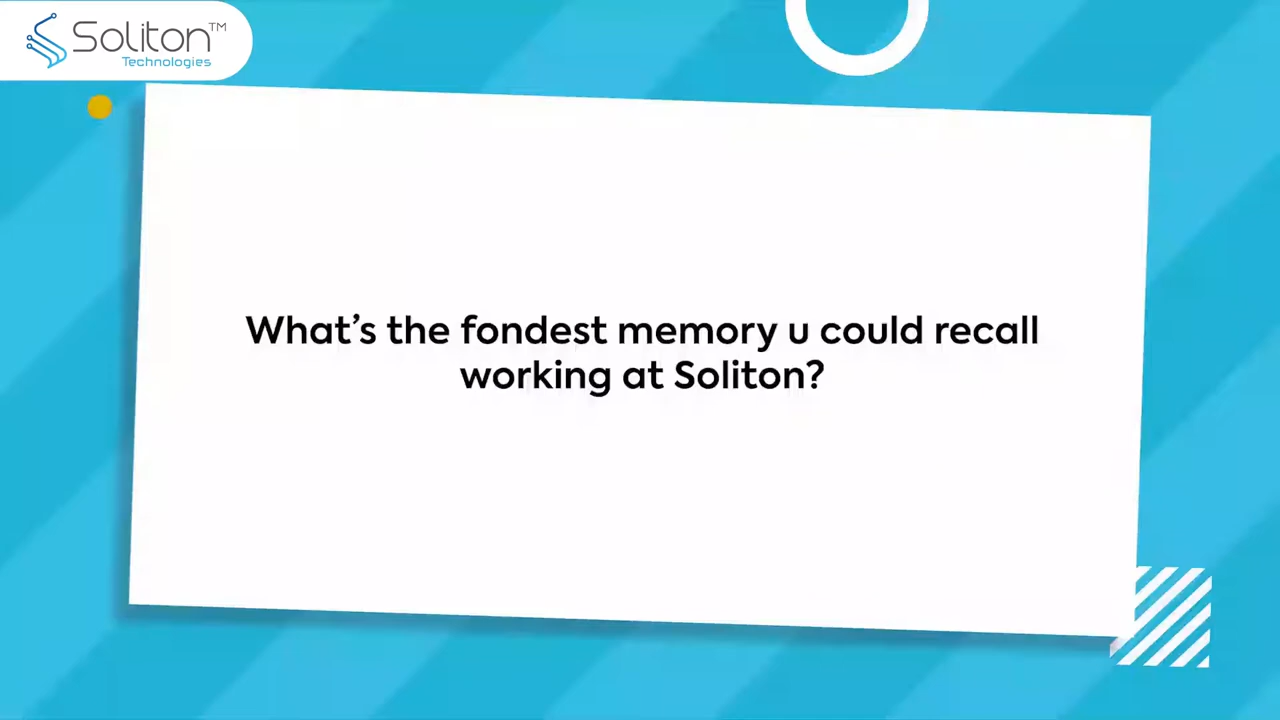 Soliton™
Technologies
What’s the fondest memory u could recall
working at Soliton?